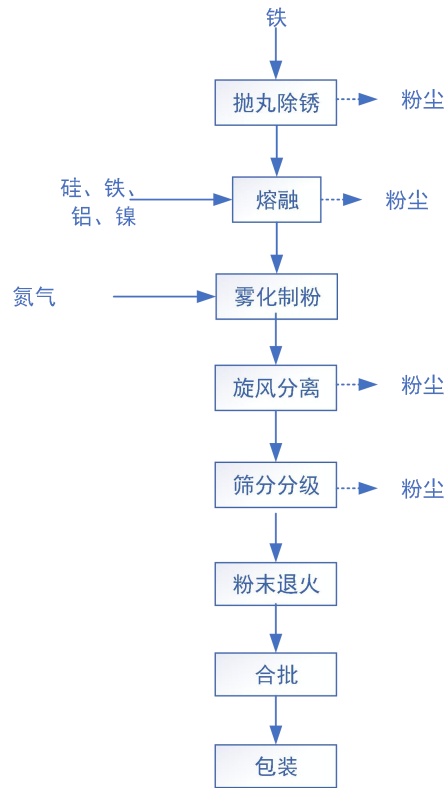 铁
抛丸除锈
粉尘
硅、铁、
铝、镍
熔融
粉尘
氮气
雾化制粉
旋风分离
粉尘
筛分分级
粉尘
粉末退火
合批
包装